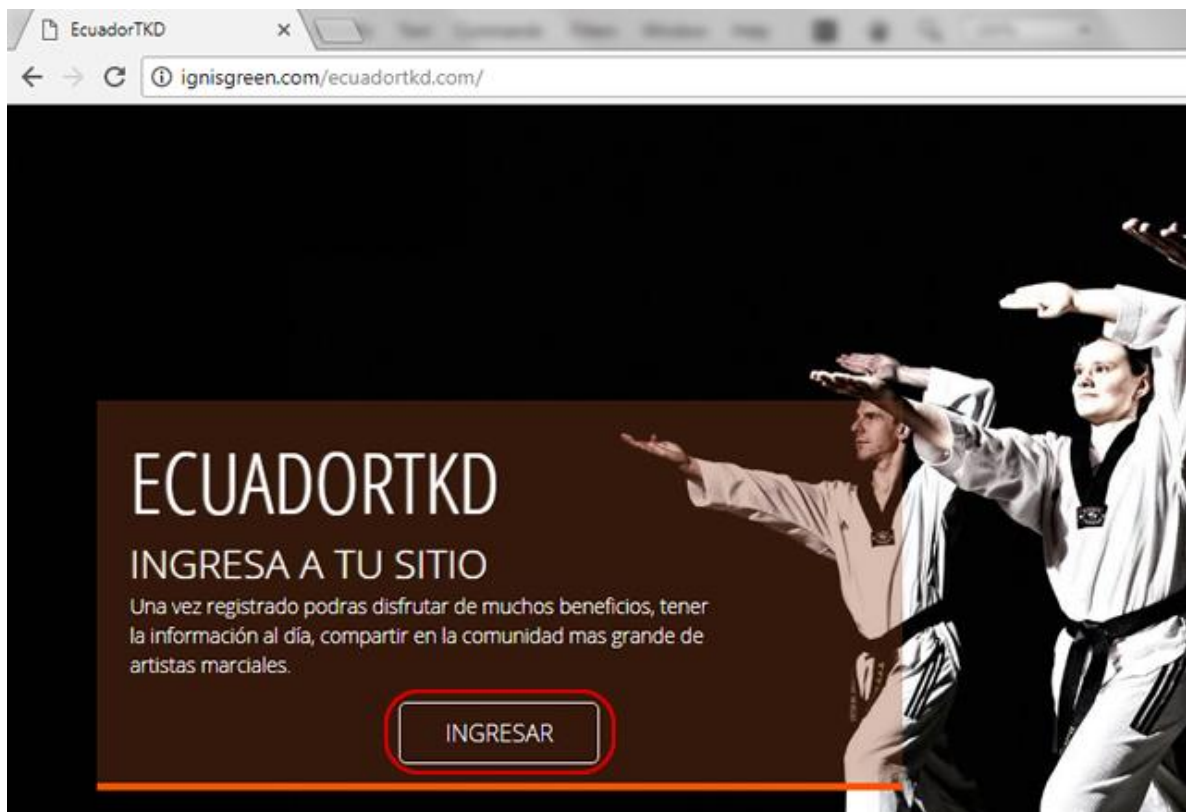 EcuadorTKD
ignisgreen.com/ecuadortkd.com/
ECUADORTKD
INGRESA A TU SITIO
Una vez registrado podras disfrutar de muchos beneficios, tener
la información al día, compartir en la comunidad mas grande de
artistas marciales.
INGRESAR